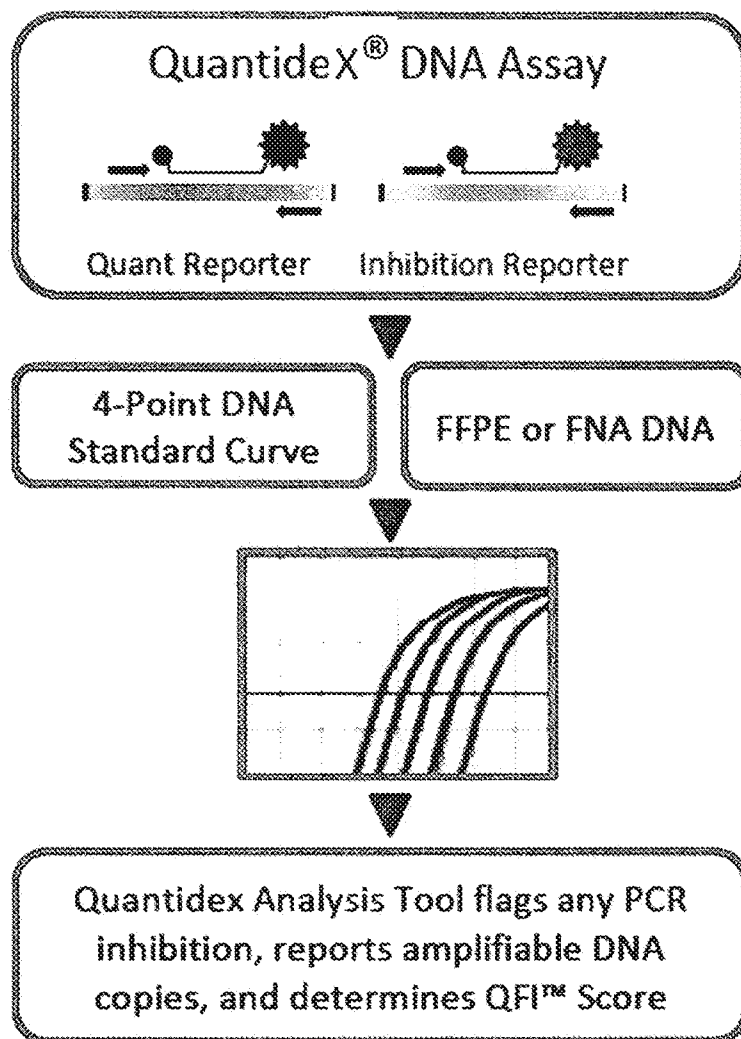 QuantideX® DNA Assay
Quant Reporter
Inhibition Reporter
4-Point DNA
Standard Curve
FFPE or FNA DNA
Quantidex Analysis Tool flags any PCR
inhibition, reports amplifiable DNA
copies, and determines QFI™ Score